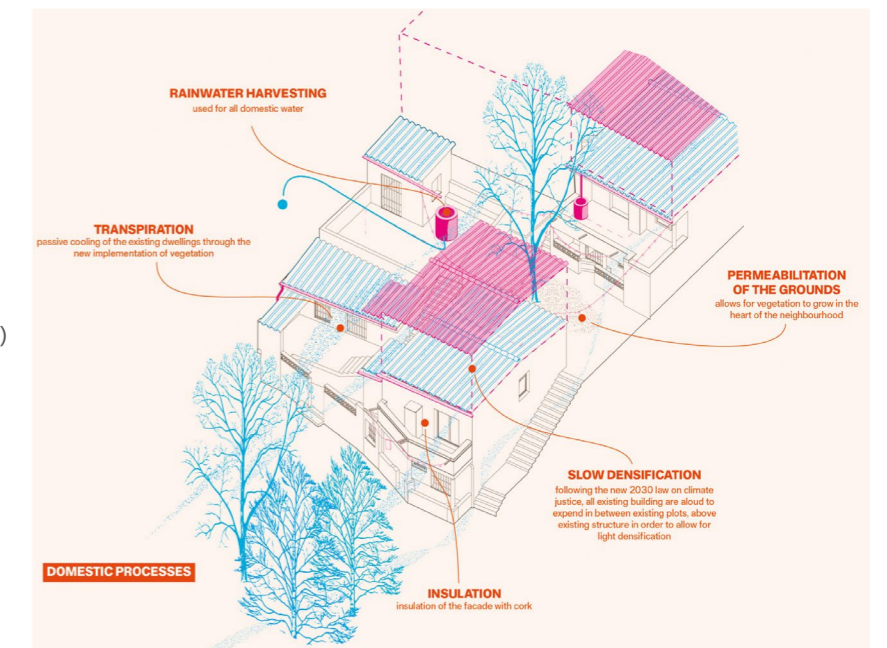 RAINWATER HARVESTING
used for all domestic water
TRANSPIRATION
passive cooling of the existing dwellings through the
new implementation of vegetation
PERMEABILITATION
OF THE GROUNDS
allows for vegetation to grow in the
heart of the neighbourhood
)
SLOW DENSIFICATION
following the new 2030 law on climate
justice, all existing building are aloud to
expend in between existing plots, above
existing structure in order to allow for
light densification
DOMESTIC PROCESSES
INSULATION
insulation of the facade with cork